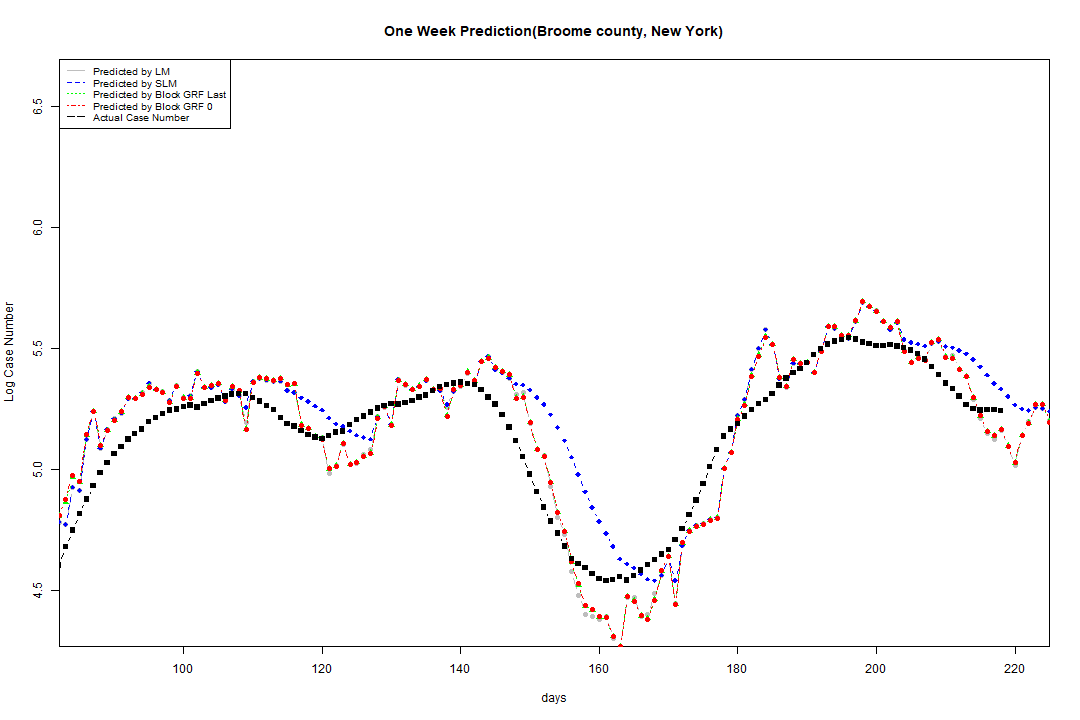 One Week Prediction(Broome county, New York)
Predicted by LM
Predicted by SLM
Predicted by Block GRF Last
Predicted by Block GRF 0
Actual Case Number
6.5
6.0
5.5
5.0
4.5
Log Case Number
100 120 140 160 180 200 220
days